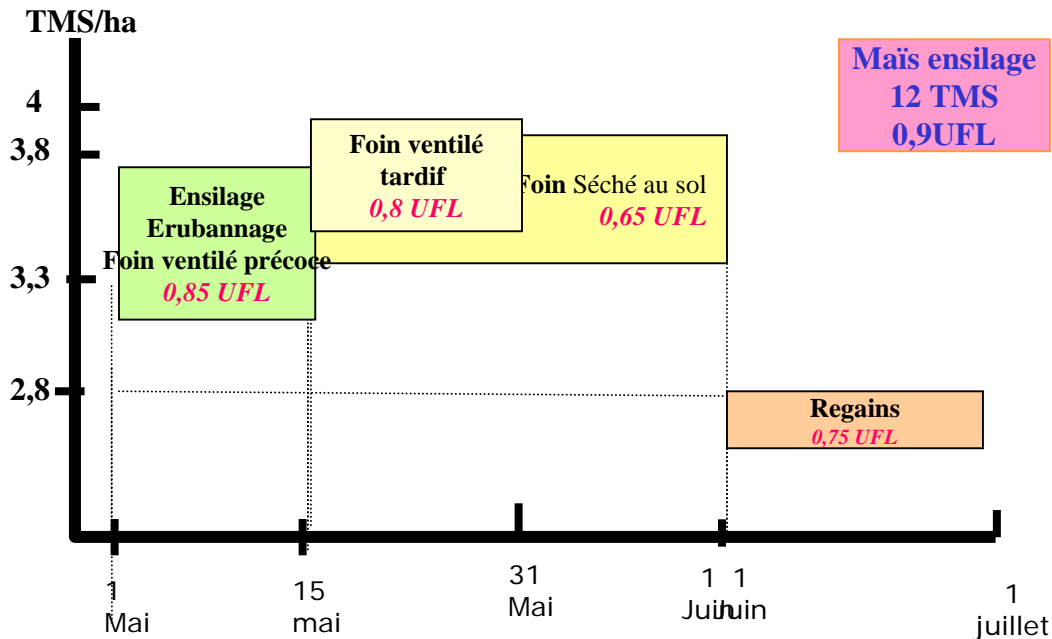 TMS/ha
Maïs ensilage
12 TMS
0,9UFL
4
3,8
3,3
2,8
Foin ventilé
tardif
0,8 UFL
Foin Séché au sol
0,65 UFL
Ensilage
Erubannage
Foin ventilé précoce
0,85 UFL
Regains
0,75 UFL
1
Mai
15
mai
31
Mai
1
Juin
1
Juin
1
juillet